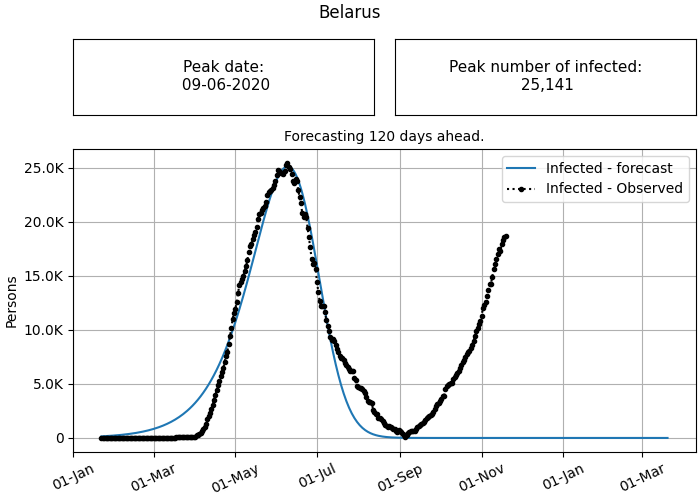 Belarus
Peak date:
09-06-2020
Peak number of infected:
25,141
Forecasting 120 days ahead.
Infected - forecast
Infected - Observed
Persons
25.0K
20.0K
15.0K
10.0K
5.0K
0
01-Jan
01-Mar
01-May
01-Jul
01-Sep
01-Nov
01-Jan
01-Mar